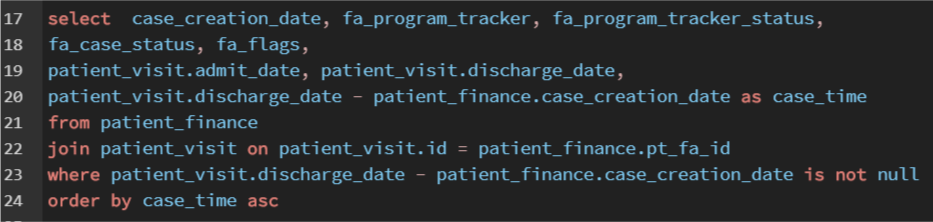 17 select  case_creation_date, fa_program_tracker, fa_program_tracker_status,
18 fa_case_status, fa_flags,
19 patient_visit.admit_date, patient_visit.discharge_date,
20 patient_visit.discharge_date - patient_finance.case_creation_date as case_time
21 from patient_finance
22 join patient_visit on patient_visit.id = patient_finance.pt_fa_id
23 where patient_visit.discharge_date - patient_finance.case_creation_date is not null
24 order by case_time asc